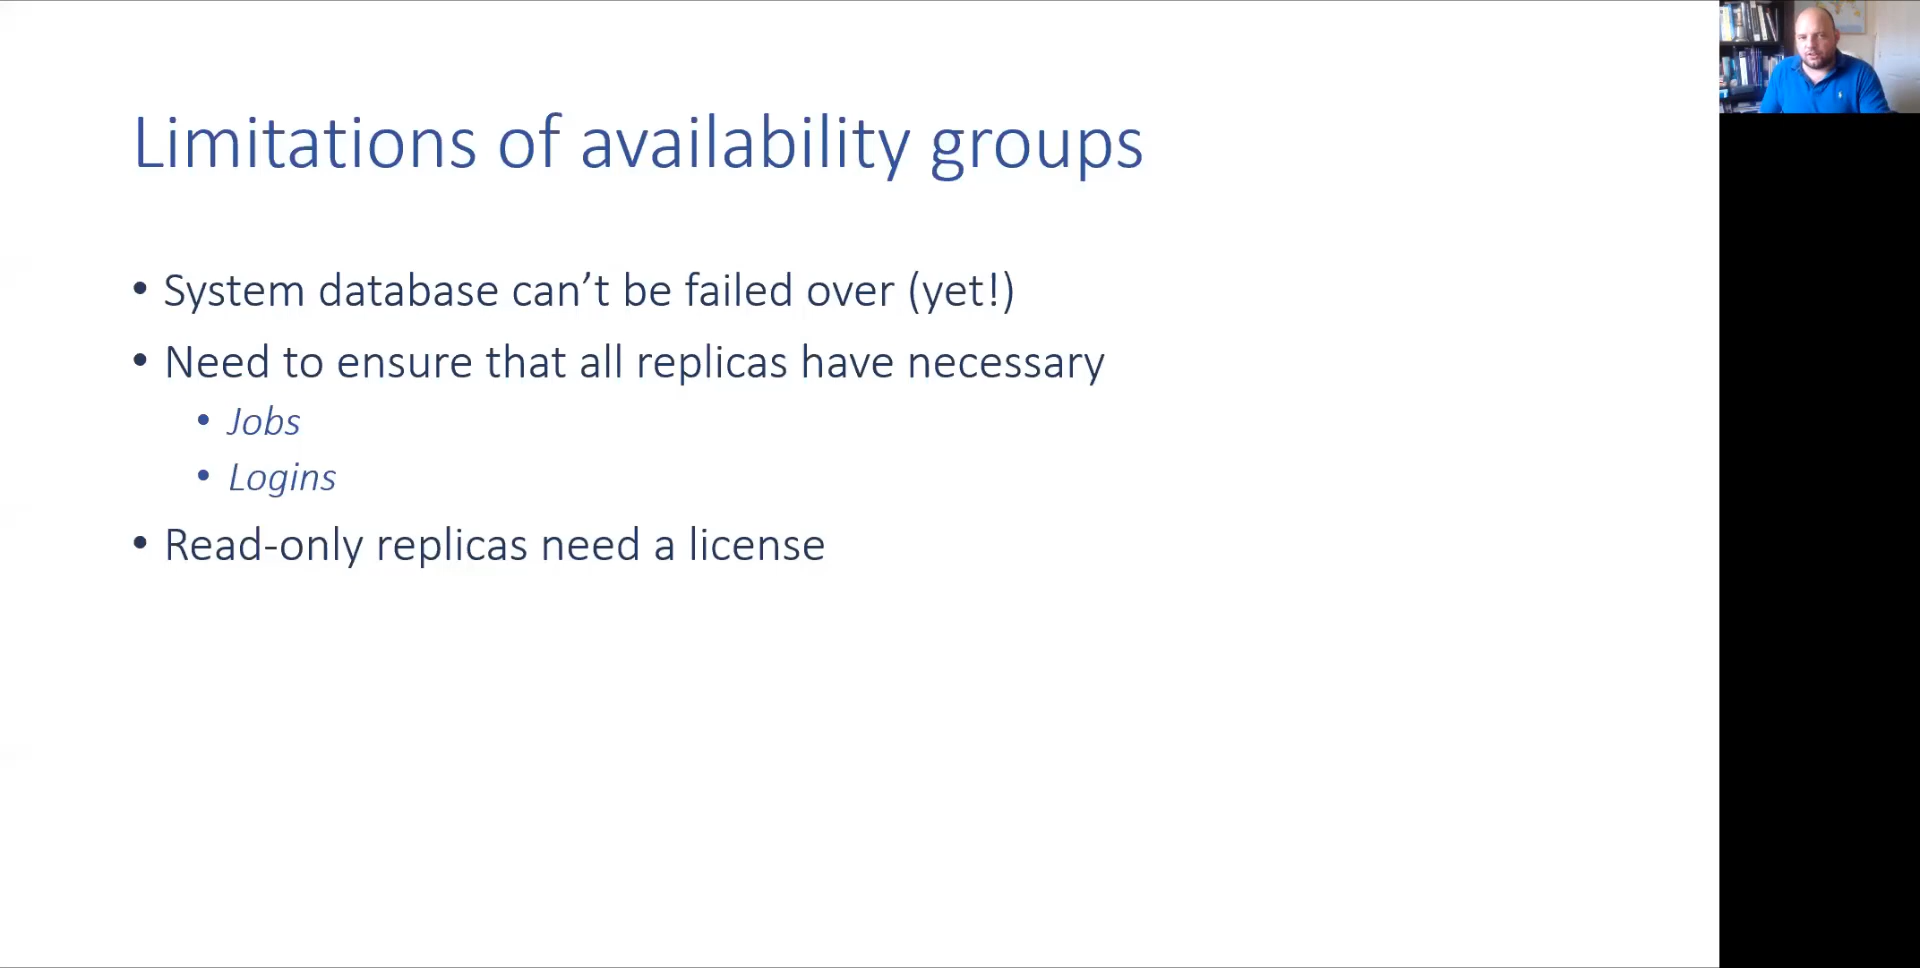 Limitations of availability groups
• System database can’t be failed over (yet!)
• Need to ensure that all replicas have necessary
• Jobs
• Logins
• Read-only replicas need a license